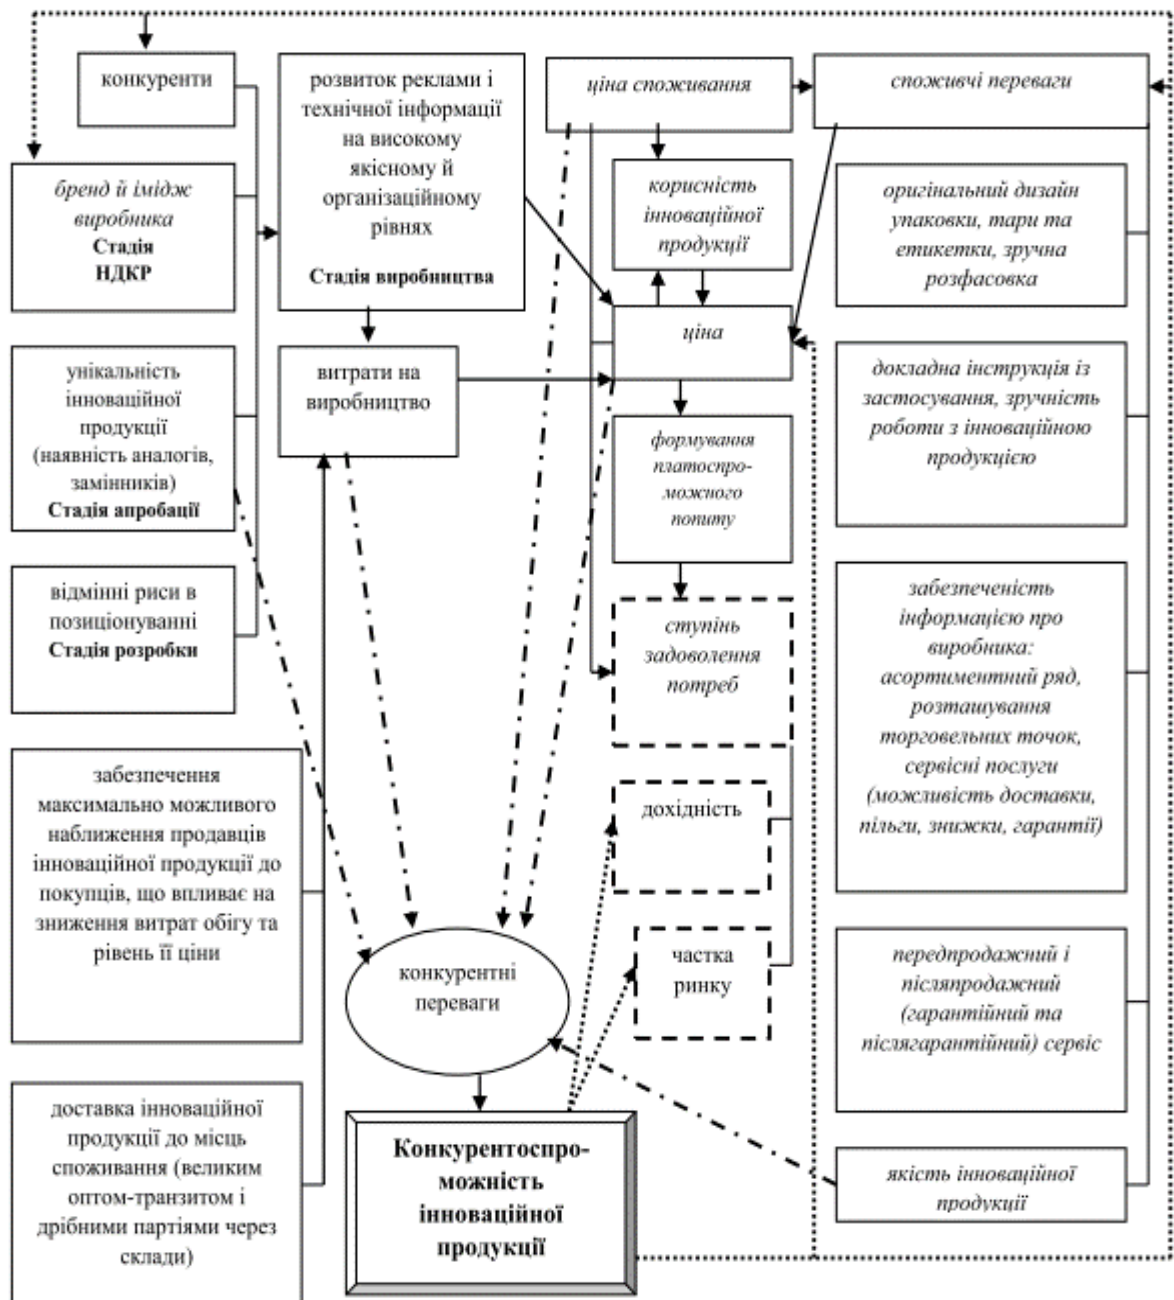 конкуренти
бренд й імідж
виробника
Стадія
НДКР
унікальність
інноваційної
продукції
(наявність аналогів,
замінників)
Стадія апробації
відмінні риси в
позиціонуванні
Стадія розробки
забезпечення
максимально можливого
наближення продавців
інноваційної продукції до
покупців, що впливає на
зниження витрат обігу та
рівень її ціни
доставка інноваційної
продукції до місць
споживання (великим
оптом-транзитом і
дрібними партіями через
склади)
розвиток реклами і
технічної інформації
на високому
якісному й
організаційному
рівнях
Стадія виробництва
витрати на
виробництво
конкурентні
переваги
Конкурентоспро-
можність
інноваційної
продукції
ціна споживання
корисність
інноваційної
продукції
ціна
формування
платоспро-
можного
попиту
ступінь
задоволення
потреб
дохідність
частка
ринку
споживчі переваги
оригінальний дизайн
упаковки, тари та
етикетки, зручна
розфасовка
докладна інструкція із
застосування, зручність
роботи з інноваційною
продукцією
забезпеченість
інформацією про
виробника:
асортиментний ряд,
розташування
торговельних точок,
сервісні послуги
(можливість доставки,
пільги, знижки, гарантії)
передпродажний і
післяпродажний
(гарантійний та
післягарантійний) сервіс
якість інноваційної
продукції